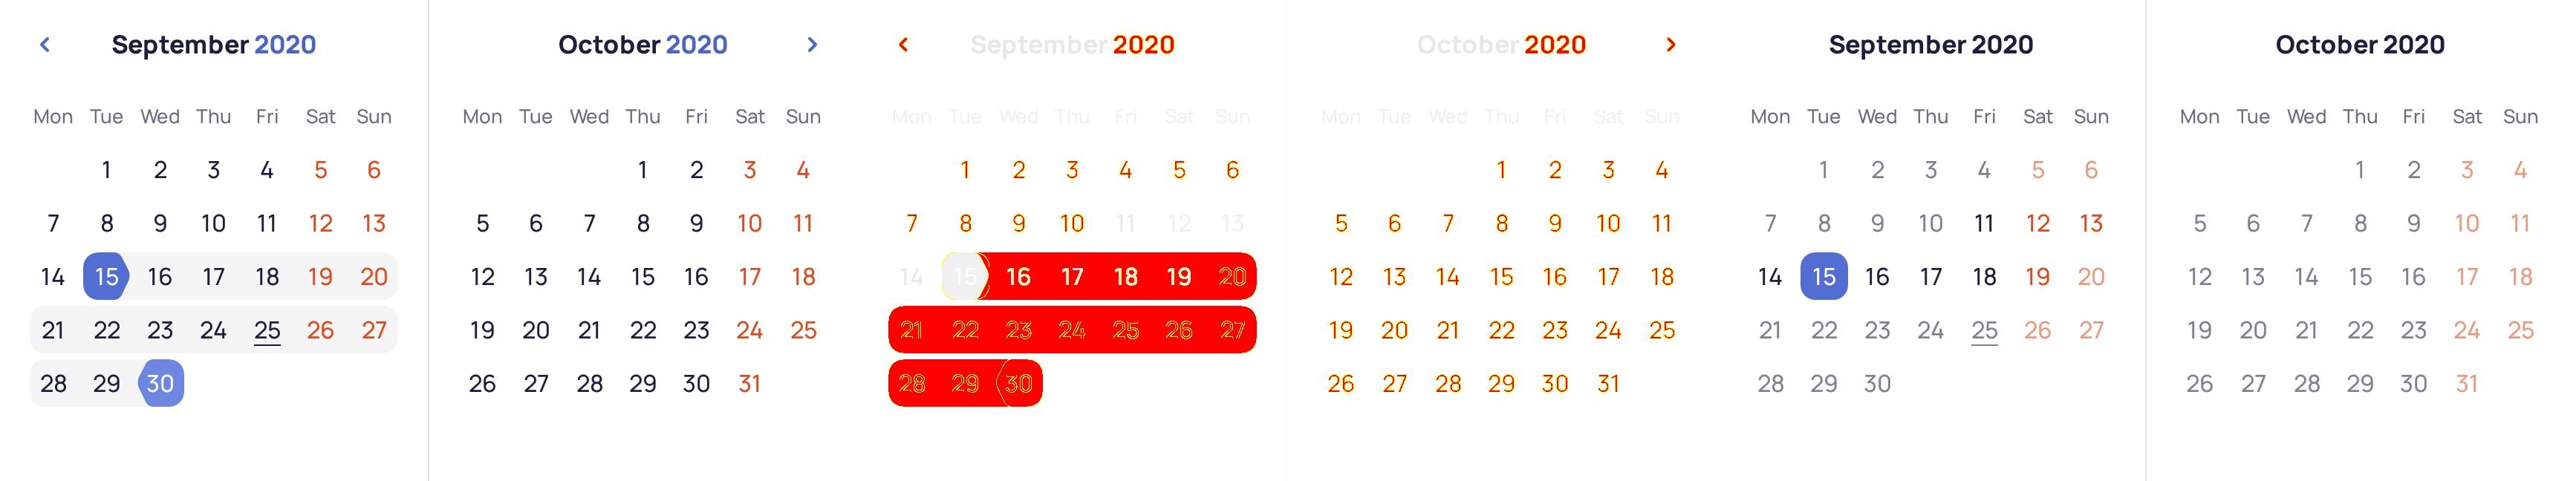 September 2020 October 2020 September 2020 October 2020 September 2020 October 2020
Mon Tue Wed Thu Fri Sat Sun Mon Tue Wed Thu Fri Sat Sun Mon Tue Wed Thu Fri Sat Sun Mon Tue Wed Thu Fri Sat Sun Mon Tue Wed Thu Fri Sat Sun Mon Tue Wed Thu Fri Sat Sun
1 2 3 4 5 6 1 2 3 4 1 2 3 4 5 6 1 2 3 4 1 2 3 4 5 6 1 2 3 4
7 8 9 10 11 12 13 5 6 7 8 9 10 11 7 8 9 10 11 12 13 5 6 7 8 9 10 11 7 8 9 10 11 12 13 5 6 7 8 9 10 11
14 15 16 17 18 19 20 12 13 14 15 16 17 18 14 15 16 17 18 19 20 12 13 14 15 16 17 18 14 15 16 17 18 19 20 12 13 14 15 16 17 18
21 22 23 24 25 26 27 19 20 21 22 23 24 25 21 22 23 24 25 26 27 19 20 21 22 23 24 25 21 22 23 24 25 26 27 19 20 21 22 23 24 25
28 29 30 26 27 28 29 30 31 28 29 30 26 27 28 29 30 31 28 29 30 26 27 28 29 30 31